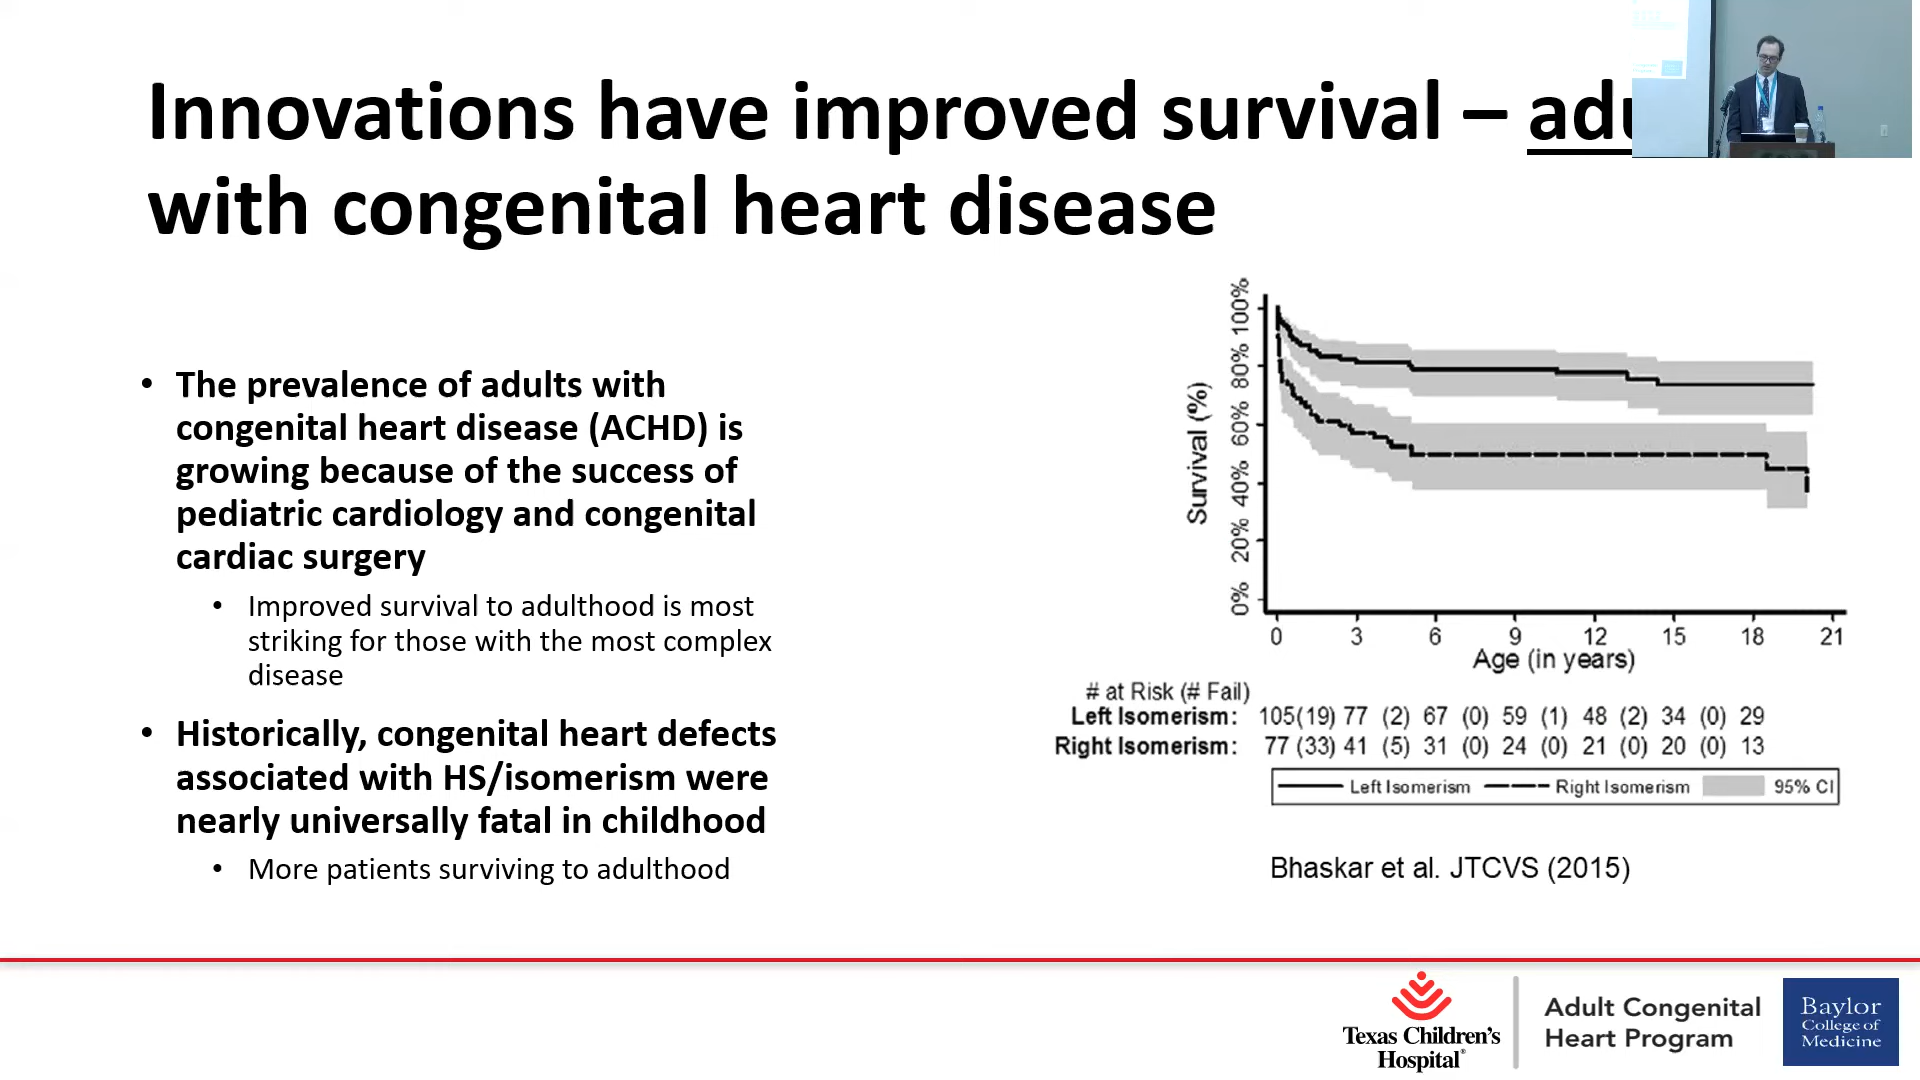 Innovations have improved survival –
with congenital heart disease
• The prevalence of adults with
congenital heart disease (ACHD) is
growing because of the success of
pediatric cardiology and congenital
cardiac surgery
• Improved survival to adulthood is most
striking for those with the most complex
disease
• Historically, congenital heart defects
associated with HS/isomerism were
nearly universally fatal in childhood
• More patients surviving to adulthood
Survival (%)
100%
80%
60%
40%
20%
0%
0 3 6 9 12 15 18 21
Age (in years)
# at Risk (# Fail)
Left Isomerism: 105(19) 77 (2) 67 (0) 59 (1) 48 (2) 34 (0) 29
Right Isomerism: 77 (33) 41 (5) 31 (0) 24 (0) 21 (0) 20 (0) 13
Left Isomerism Right Isomerism 95% CI
Bhaskar et al. JTCVS (2015)
Texas Children's
Hospital®
Adult Congenital
Heart Program
Baylor
College of
Medicine